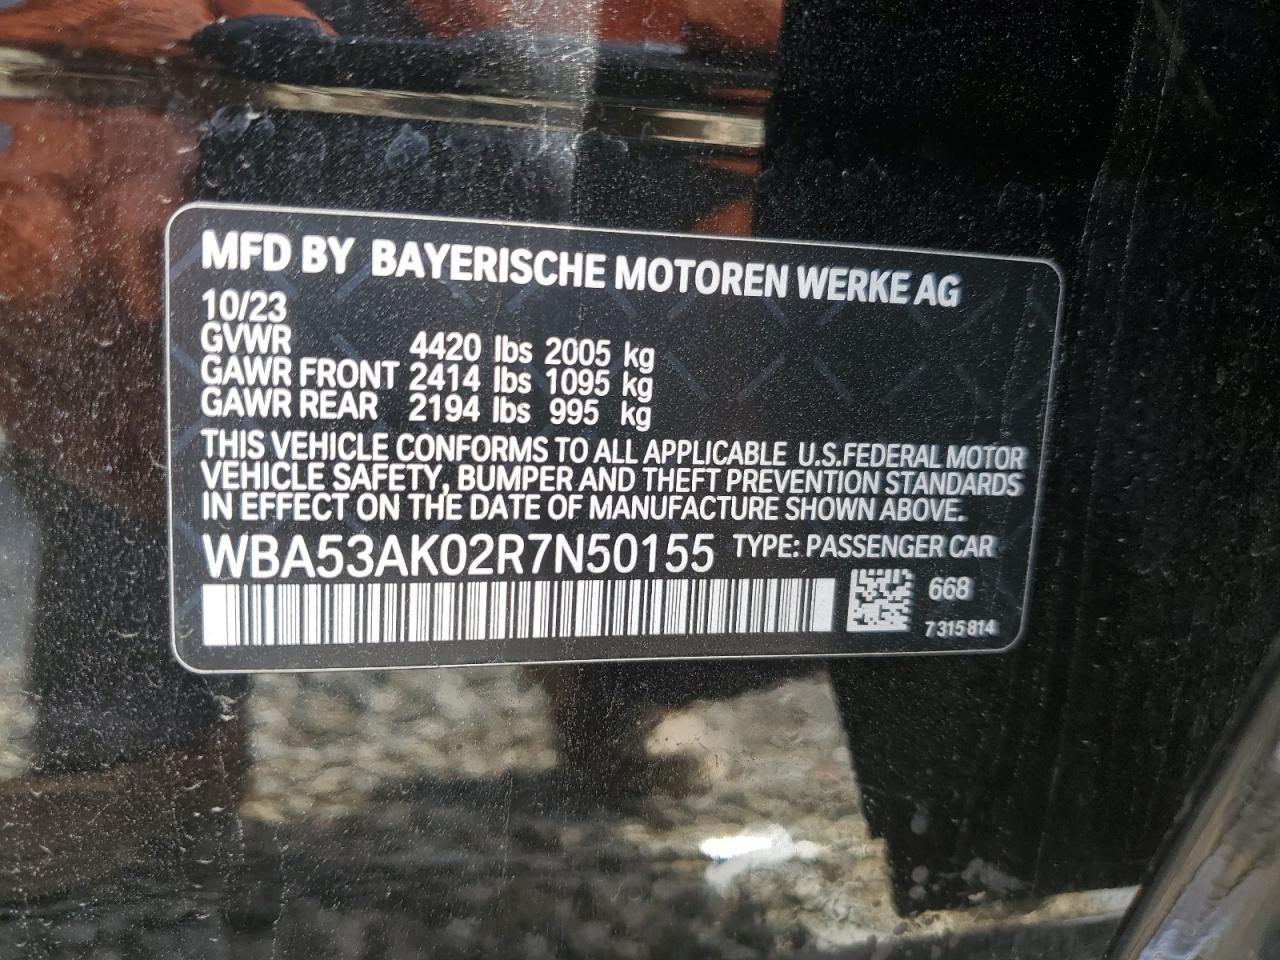 MFD BY BAYERISCHE MOTOREN WERKE AG
10/23
GVWR 4420 lbs 2005 kg
GAWR FRONT 2414 lbs 1095 kg
GAWR REAR 2194 lbs 995 kg
THIS VEHICLE CONFORMS TO ALL APPLICABLE U.S.FEDERAL MOTOR
VEHICLE SAFETY, BUMPER AND THEFT PREVENTION STANDARDS
IN EFFECT ON THE DATE OF MANUFACTURE SHOWN ABOVE.
WBA53AK02R7N50155 TYPE: PASSENGER CAR
668
7 315 814